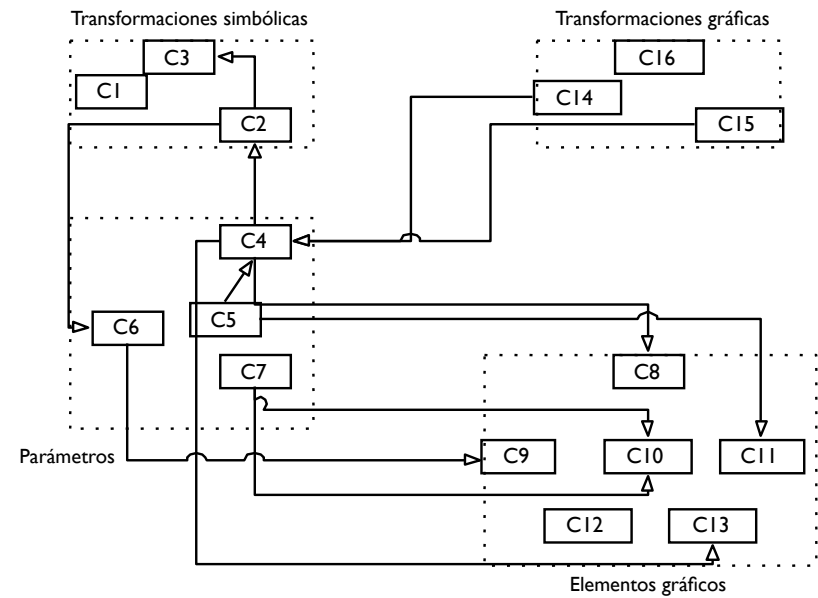 Transformaciones simbólicas
Transformaciones gráficas
C3
C16
C1
C14
C2
C15
C4
C5
C6
C7
C8
Parámetros
C9
C10
C11
C12
C13
Elementos gráficos